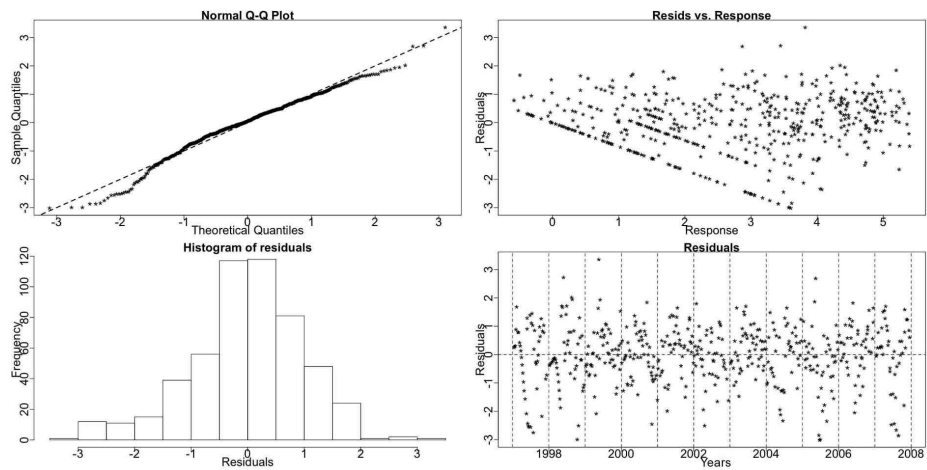 Normal Q-Q Plot
Sample Quantiles
3
2
1
0
-1
-2
-3
-3 -2 -1 0 1 2 3
Theoretical Quantiles
Resids vs. Response
Residuals
3
2
1
0
-1
-2
-3
0 1 2 3 4 5
Response
Histogram of residuals
Frequency
120
100
80
60
40
20
0
-3 -2 -1 0 1 2 3
Residuals
Residuals
Residuals
3
2
1
0
-1
-2
-3
1998 2000 2002 2004 2006 2008
Years